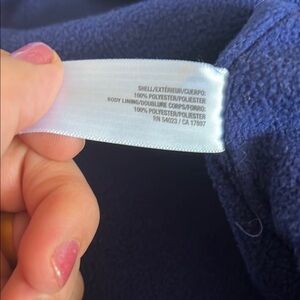 SHELL/EXTÉRIEUR/CUERPO:
100% POLYESTER/POLIESTER
BODY LINING/DOUBLURE CORPS/FORRO:
100% POLYESTER/POLIESTER
RN 54023 / CA 17897